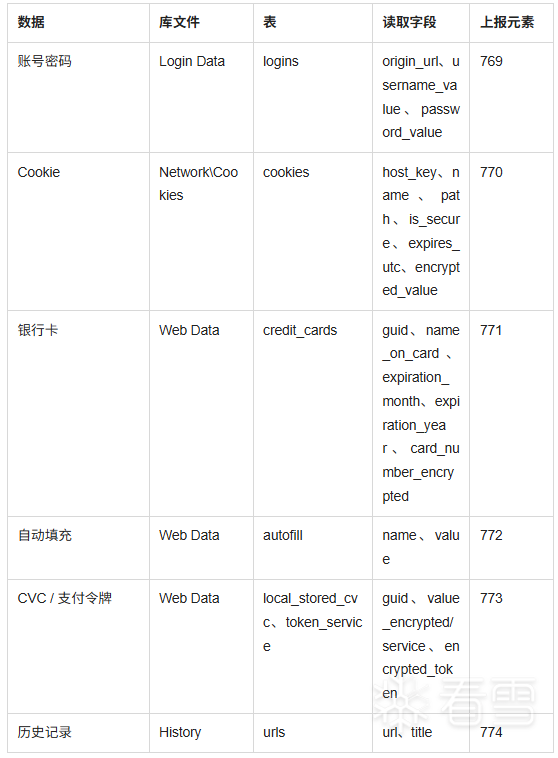 数据 库文件 表 读取字段 上报元素
账号密码 Login Data logins origin_url、u 769
sername_va
lue、passw
ord_value
Cookie Network\Coo cookies host_key、n 770
kies ame、pat
h、is_secur
e、expires_
utc、encrypt
ed_value
银行卡 Web Data credit_cards guid、name 771
_on_card、
expiration_
month、expi
ration_yea
r、card_nu
mber_encry
pted
自动填充 Web Data autofill name、valu 772
e
CVC / 支付令牌 Web Data local_stored_cv guid、value 773
c、token_servic _encrypted/
e service、en
crypted_tok
en
历史记录 History urls url、title 774
看雪